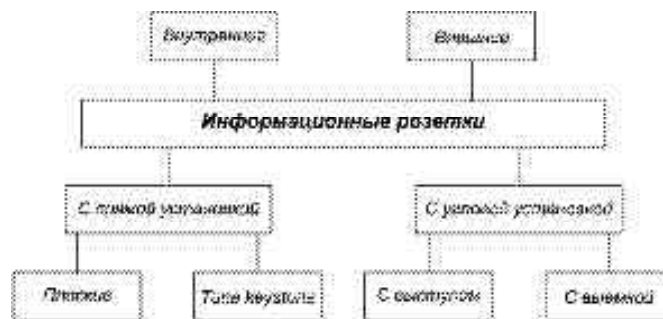 Внутренние
Внешние
Информационные розетки
С прямой установкой
С угловой установкой
Плоские
Типа keystone
С выступом
С выемкой